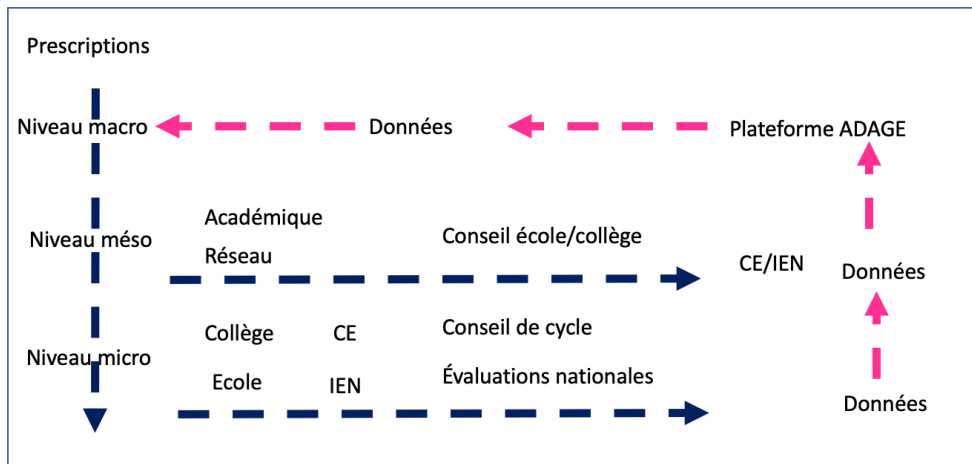 Prescriptions
Niveau macro
Données
Plateforme ADAGE
Niveau méso
Académique
Réseau
Conseil école/collège
CE/IEN
Données
Niveau micro
Collège
CE
Conseil de cycle
Ecole
IEN
Évaluations nationales
Données